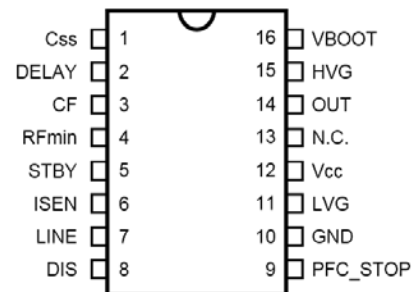 Css 1 16 VBOOT
DELAY 2 15 HVG
CF 3 14 OUT
RFmin 4 13 N.C.
STBY 5 12 Vcc
ISEN 6 11 LVG
LINE 7 10 GND
DIS 8 9 PFC_STOP